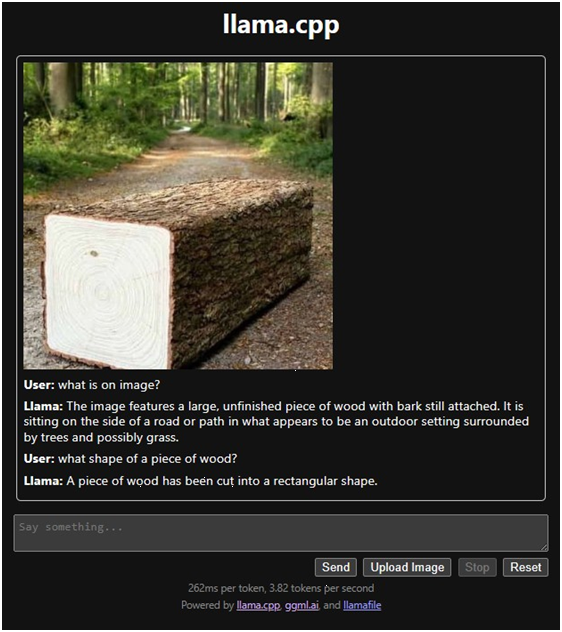 llama.cpp
User: what is on image?
Llama: The image features a large, unfinished piece of wood with bark still attached. It is
sitting on the side of a road or path in what appears to be an outdoor setting surrounded
by trees and possibly grass.
User: what shape of a piece of wood?
Llama: A piece of wood has been cut into a rectangular shape.
Say something...
Send Upload Image Stop Reset
262ms per token, 3.82 tokens per second
Powered by llama.cpp, ggml.ai, and llamafile